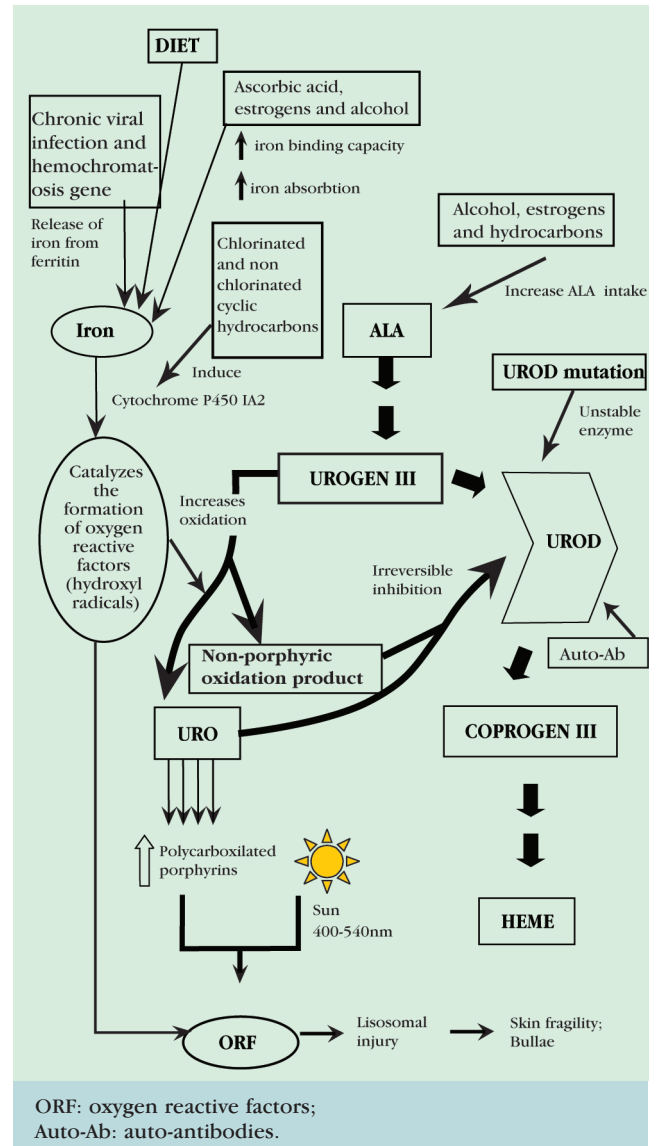 DIET
Ascorbic acid,
estrogens and alcohol
Chronic viral
infection and
hemochromat-
osis gene
iron binding capacity
iron absorbtion
Release of
iron from
ferritin
Alcohol, estrogens
and hydrocarbons
Chlorinated
and non
chlorinated
cyclic
hydrocarbons
Increase ALA intake
Iron
ALA
Induce
Cytochrome P450 IA2
UROD mutation
Unstable
enzyme
Catalyzes
the
formation
of oxygen
reactive
factors
(hydroxyl
radicals)
Increases
oxidation
UROGEN III
UROD
Irreversible
inhibition
Non-porphyric
oxidation product
Auto-Ab
URO
COPROGEN III
Polycarboxilated
porphyrins
Sun
400-540nm
HEME
ORF
Lisosomal
injury
Skin fragility;
Bullae
ORF: oxygen reactive factors;
Auto-Ab: auto-antibodies.